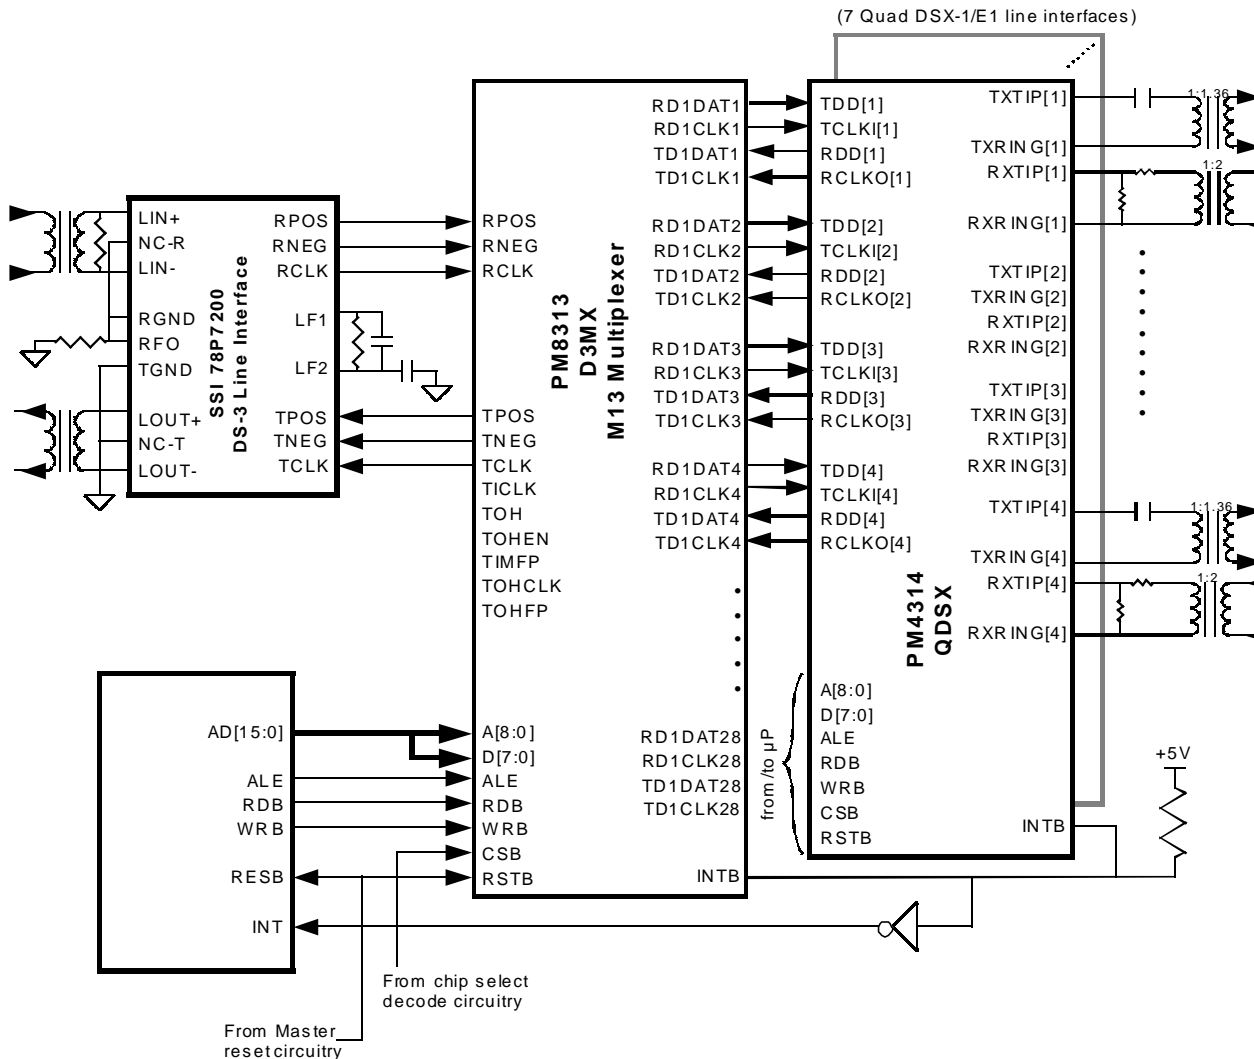 (7 Quad DSX-1/E1 line interfaces)
LIN+
NC-R
LIN-
RGND
RFO
TGND
LOUT+
NC-T
LOUT-
SSI 78P7200
DS-3 Line Interface
RPOS
RNEG
RCLK
LF1
LF2
TPOS
TNEG
TCLK
RPOS
RNEG
RCLK
TPOS
TNEG
TCLK
TICLK
TOH
TOHEN
TIMFP
TOHCLK
TOHFP
A[8:0]
D[7:0]
ALE
RDB
WRB
CSB
RSTB
PM8313
D3MX
M13 Multiplexer
RD1DAT1
RD1CLK1
TD1DAT1
TD1CLK1
RD1DAT2
RD1CLK2
TD1DAT2
TD1CLK2
RD1DAT3
RD1CLK3
TD1DAT3
TD1CLK3
RD1DAT4
RD1CLK4
TD1DAT4
TD1CLK4
RD1DAT28
RD1CLK28
TD1DAT28
TD1CLK28
INTB
TDD[1]
TCLKI[1]
RDD[1]
RCLKO[1]
TDD[2]
TCLKI[2]
RDD[2]
RCLKO[2]
TDD[3]
TCLKI[3]
RDD[3]
RCLKO[3]
TDD[4]
TCLKI[4]
RDD[4]
RCLKO[4]
PM4314
QDSX
from/to µP
A[8:0]
D[7:0]
ALE
RDB
WRB
CSB
RSTB
TXTIP[1]
TXRING[1]
RXTIP[1]
RXRING[1]
TXTIP[2]
TXRING[2]
RXTIP[2]
RXRING[2]
TXTIP[3]
TXRING[3]
RXTIP[3]
RXRING[3]
TXTIP[4]
TXRING[4]
RXTIP[4]
RXRING[4]
INTB
1:1.36
1:2
1:1.36
1:2
+5V
AD[15:0]
ALE
RDB
WRB
RESB
INT
From chip select
decode circuitry
From Master
reset circuitry